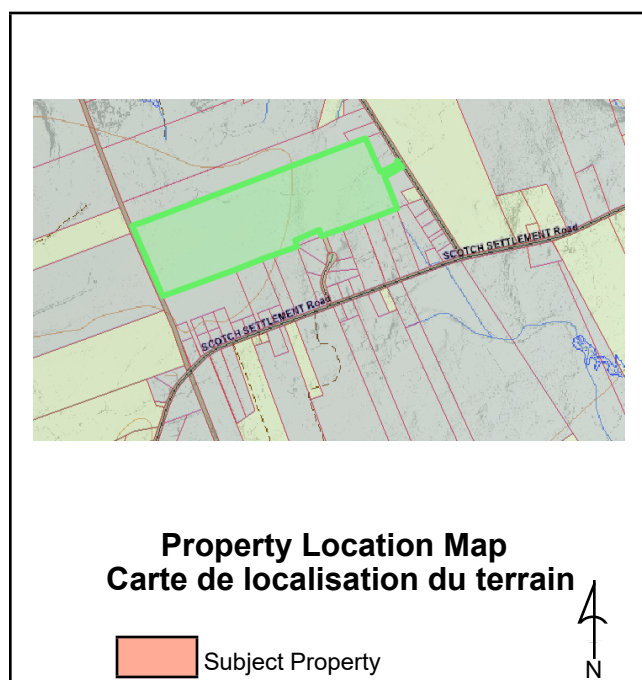 SCOTCH SETTLEMENT Road
SCOTCH SETTLEMENT Road
Property Location Map
Carte de localisation du terrain
Subject Property
N